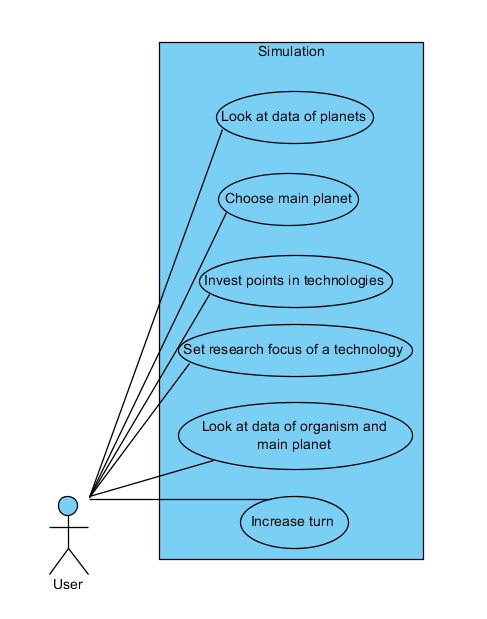 Simulation
Look at data of planets
Choose main planet
Invest points in technologies
Set research focus of a technology
Look at data of organism and
main planet
Increase turn
User